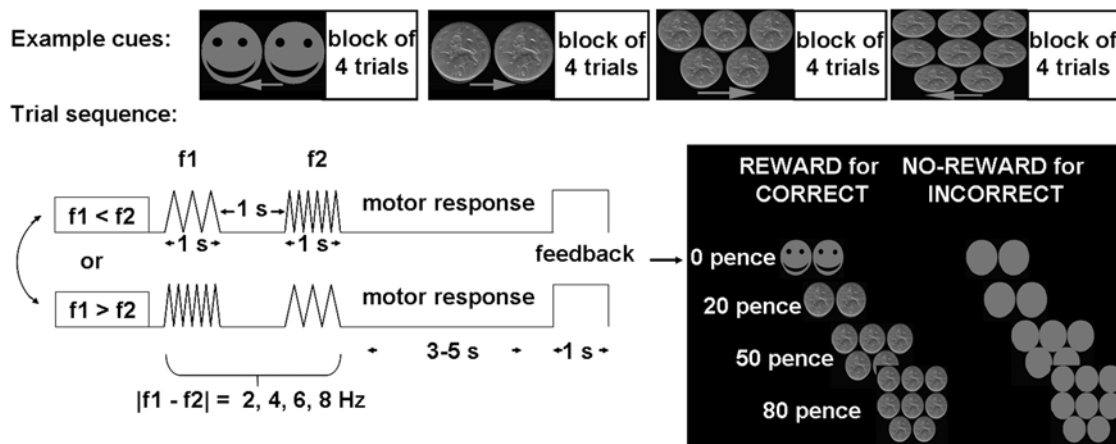 Example cues:
block of
4 trials
block of
4 trials
block of
4 trials
block of
4 trials
Trial sequence:
f1
f2
f1 < f2
1 s
1 s
1 s
motor response
or
feedback
f1 > f2
motor response
3-5 s
1 s
|f1 - f2| = 2, 4, 6, 8 Hz
REWARD for
CORRECT
NO-REWARD for
INCORRECT
0 pence
20 pence
50 pence
80 pence